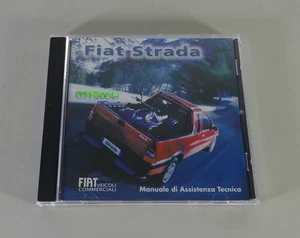 Fiat Strada
FIAT VEICOLI
COMMERCIALI
Manuale di Assistenza Tecnica